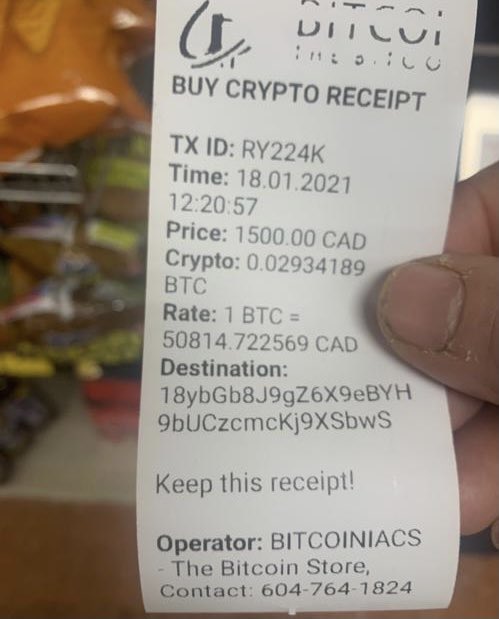 BITCOI
BUY CRYPTO RECEIPT
TX ID: RY224K
Time: 18.01.2021
12:20:57
Price: 1500.00 CAD
Crypto: 0.02934189
BTC
Rate: 1 BTC =
50814.722569 CAD
Destination:
18ybGb8J9gZ6X9eBYH
9bUCzcmcKj9XSbwS
Keep this receipt!
Operator: BITCOINIACS
- The Bitcoin Store,
Contact: 604-764-1824